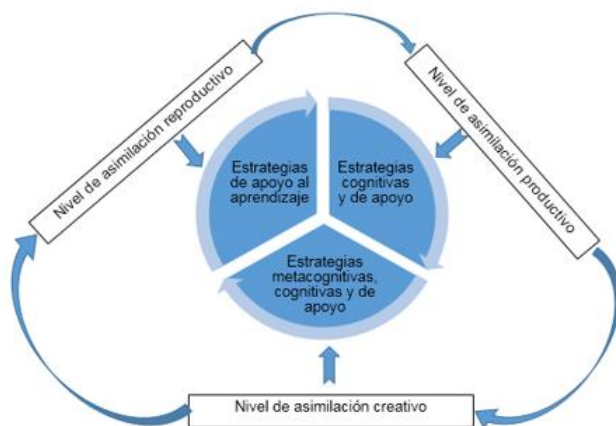 Nivel de asimilación reproductivo
Nivel de asimilación productivo
Estrategias
de apoyo al
aprendizaje
Estrategias
cognitivas
y de apoyo
Estrategias
metacognitivas,
cognitivas y de
apoyo
Nivel de asimilación creativo